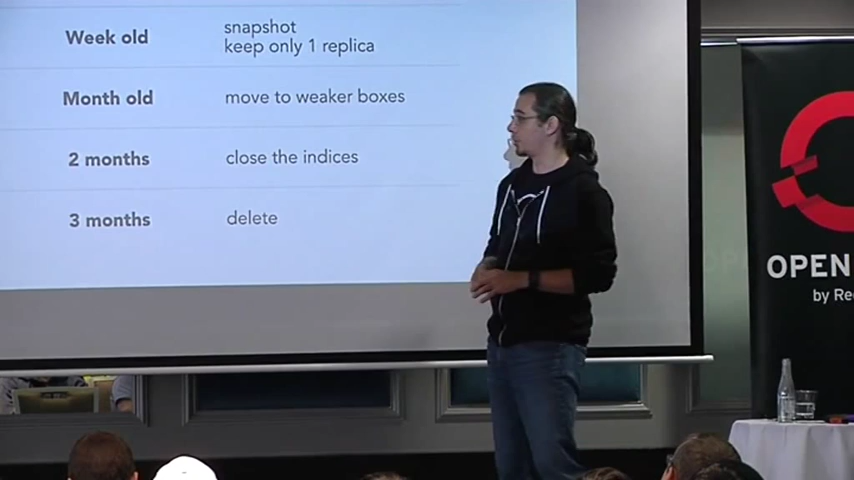 Week old
snapshot
keep only 1 replica
Month old
move to weaker boxes
2 months
close the indices
3 months
delete
OPEN
by Re